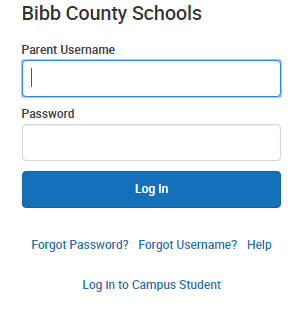 Bibb County Schools
Parent Username
Password
Log In
Forgot Password? Forgot Username? Help
Log In to Campus Student